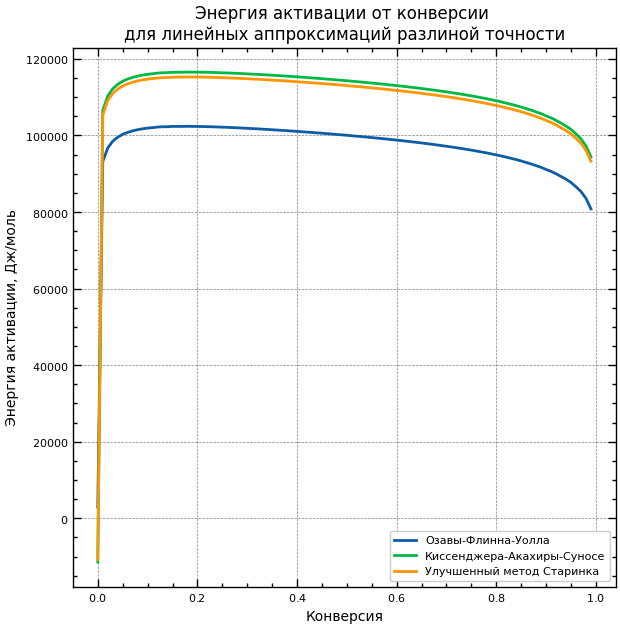 Энергия активации от конверсии
для линейных аппроксимаций разлиной точности
Энергия активации, Дж/моль
120000
100000
80000
60000
40000
20000
0
0.0
0.2
0.4
0.6
0.8
1.0
Конверсия
Озавы-Флинна-Уолла
Киссенджера-Акахиры-Суносе
Улучшенный метод Старинка